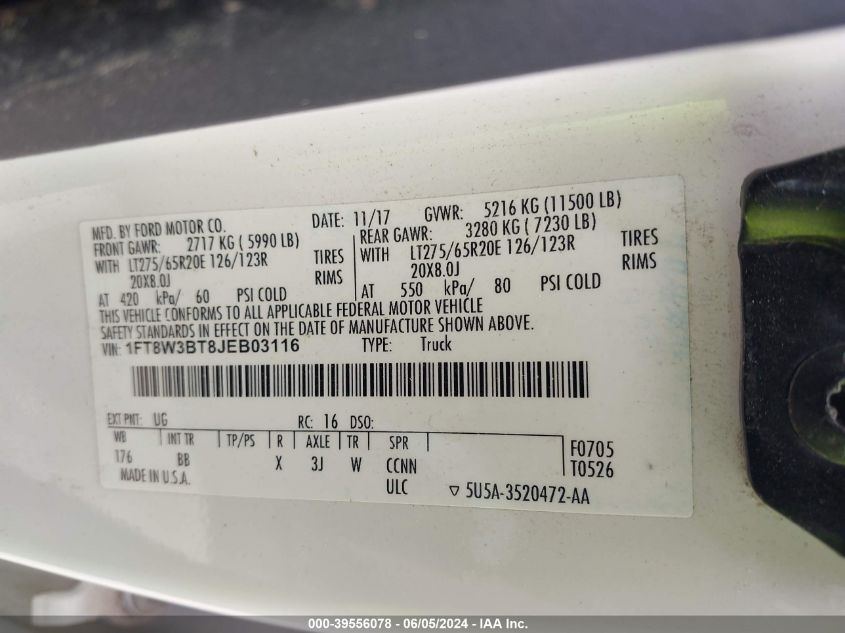 MFD. BY FORD MOTOR CO. DATE: 11/17 GVWR: 5216 KG (11500 LB)
FRONT GAWR: 2717 KG ( 5990 LB) REAR GAWR: 3280 KG ( 7230 LB)
WITH LT275/65R20E 126/123R TIRES WITH LT275/65R20E 126/123R TIRES
20X8.0J RIMS 20X8.0J RIMS
AT 420 kPa/ 60 PSI COLD AT 550 kPa/ 80 PSI COLD
THIS VEHICLE CONFORMS TO ALL APPLICABLE FEDERAL MOTOR VEHICLE
SAFETY STANDARDS IN EFFECT ON THE DATE OF MANUFACTURE SHOWN ABOVE.
VIN: 1FT8W3BT8JEB03116 TYPE: Truck
EXT PNT: UG RC: 16 DSO:
WB INT TR TP/PS R AXLE TR SPR F0705
176 BB X 3J W CCNN T0526
MADE IN U.S.A. ULC ▽ 5U5A-3520472-AA
000-39556078 - 06/05/2024 - IAA Inc.